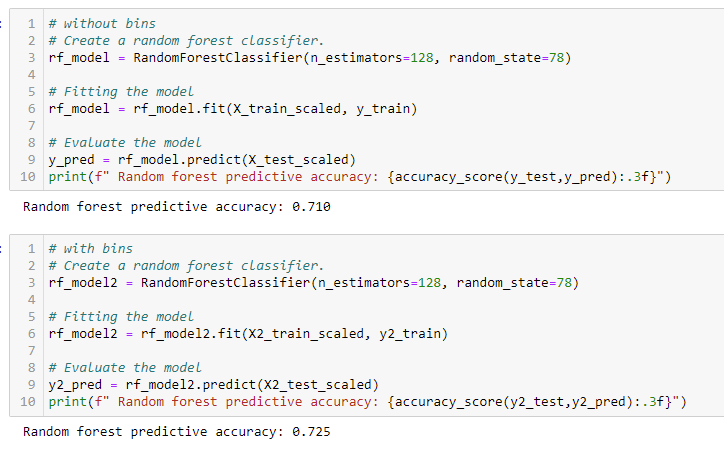 1 # without bins
2 # Create a random forest classifier.
3 rf_model = RandomForestClassifier(n_estimators=128, random_state=78)
4
5 # Fitting the model
6 rf_model = rf_model.fit(X_train_scaled, y_train)
7
8 # Evaluate the model
9 y_pred = rf_model.predict(X_test_scaled)
10 print(f" Random forest predictive accuracy: {accuracy_score(y_test,y_pred):.3f}")
Random forest predictive accuracy: 0.710
1 # with bins
2 # Create a random forest classifier.
3 rf_model2 = RandomForestClassifier(n_estimators=128, random_state=78)
4
5 # Fitting the model
6 rf_model2 = rf_model2.fit(X2_train_scaled, y2_train)
7
8 # Evaluate the model
9 y2_pred = rf_model2.predict(X2_test_scaled)
10 print(f" Random forest predictive accuracy: {accuracy_score(y2_test,y2_pred):.3f}")
Random forest predictive accuracy: 0.725